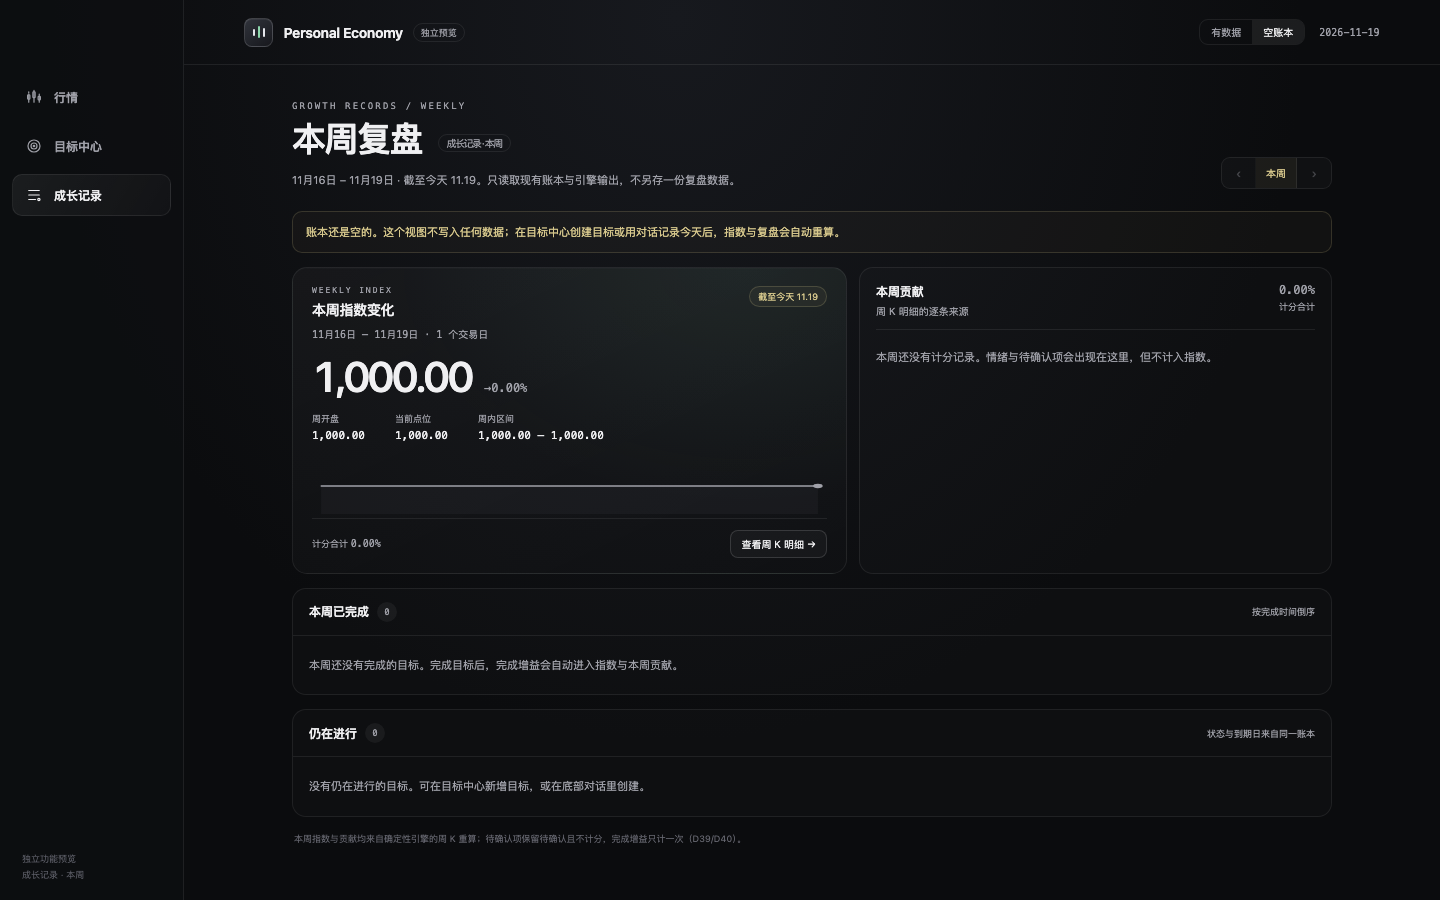 Personal Economy 独立预览
有数据 空账本 2026-11-19
行情
目标中心
成长记录
GROWTH RECORDS / WEEKLY
本周复盘 成长记录·本周
11月16日 – 11月19日 · 截至今天 11.19。只读取现有账本与引擎输出，不另存一份复盘数据。
‹ 本周 ›
账本还是空的。这个视图不写入任何数据；在目标中心创建目标或用对话记录今天后，指数与复盘会自动重算。
WEEKLY INDEX
本周指数变化
截至今天 11.19
11月16日 — 11月19日 · 1 个交易日
1,000.00 →0.00%
周开盘 当前点位 周内区间
1,000.00 1,000.00 1,000.00 — 1,000.00
计分合计 0.00%
查看周 K 明细 →
本周贡献 0.00%
周 K 明细的逐条来源 计分合计
本周还没有计分记录。情绪与待确认项会出现在这里，但不计入指数。
本周已完成 0 按完成时间倒序
本周还没有完成的目标。完成目标后，完成增益会自动进入指数与本周贡献。
仍在进行 0 状态与到期日来自同一账本
没有仍在进行的目标。可在目标中心新增目标，或在底部对话里创建。
本周指数与贡献均来自确定性引擎的周 K 重算；待确认项保留待确认且不计分，完成增益只计一次（D39/D40）。
独立功能预览
成长记录 · 本周